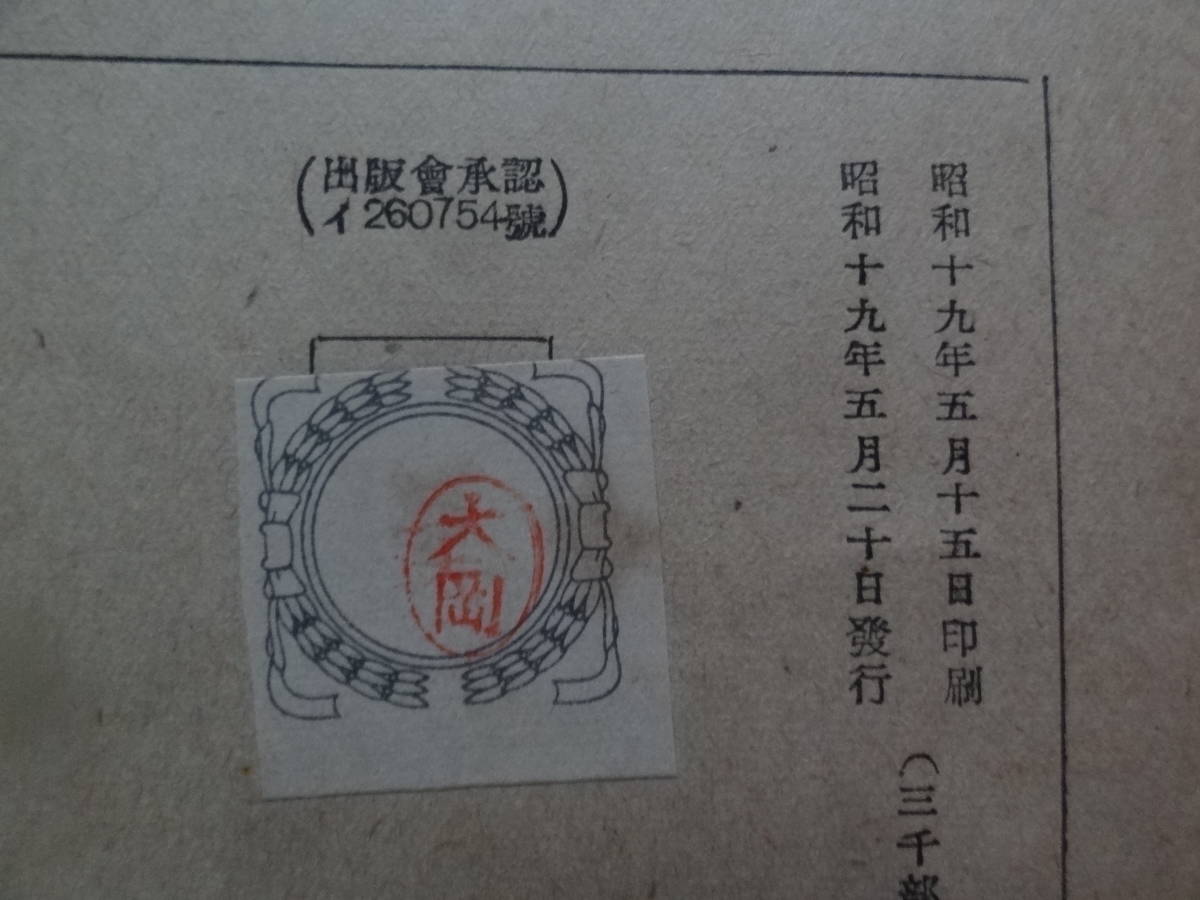 昭和十九年五月十五日印刷
昭和十九年五月二十日發行
（三千部
（出版會承認
イ260754號）
大岡